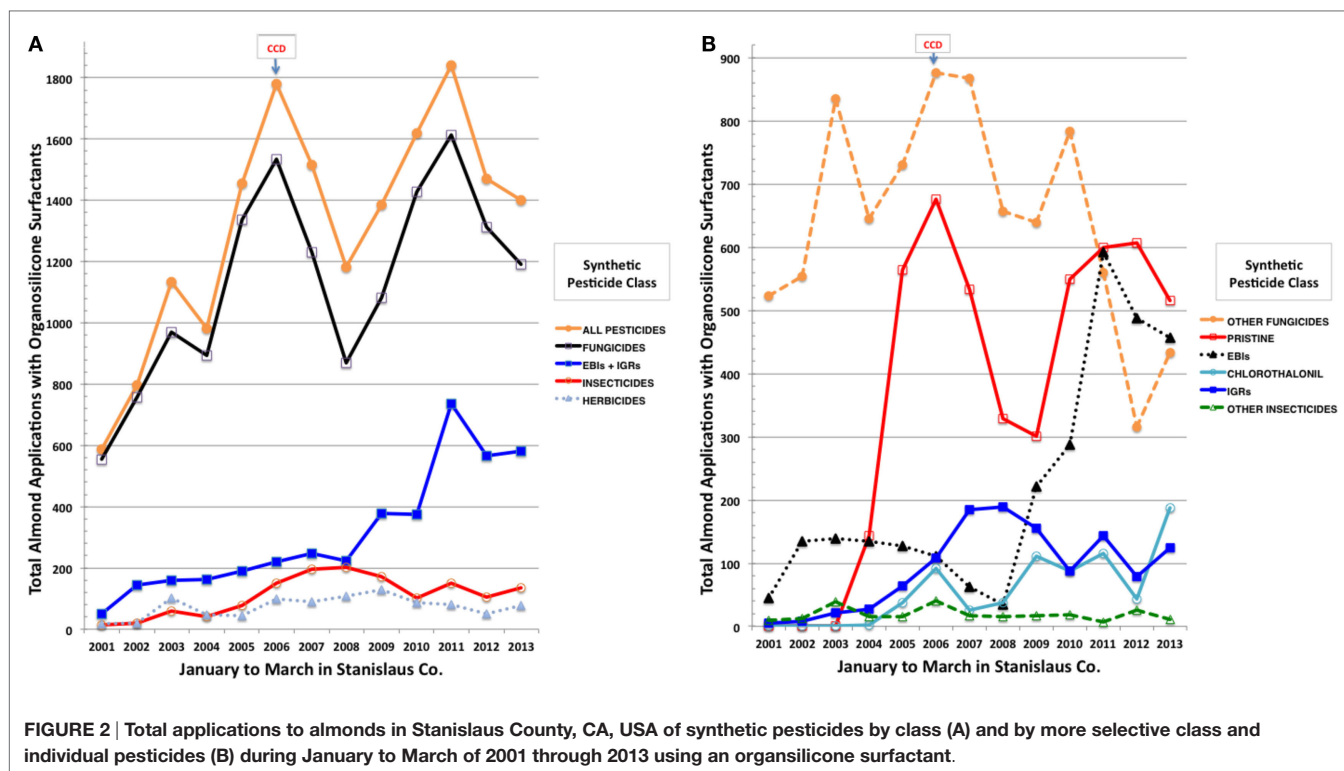 A
CCD
Total Almond Applications with Organosilicone Surfactants
1800
1600
1400
1200
1000
800
600
400
200
0
2001 2002 2003 2004 2005 2006 2007 2008 2009 2010 2011 2012 2013
January to March in Stanislaus Co.
Synthetic
Pesticide Class
ALL PESTICIDES
FUNGICIDES
EBIs + IGRs
INSECTICIDES
HERBICIDES
B
CCD
Total Almond Applications with Organosilicone Surfactants
900
800
700
600
500
400
300
200
100
0
2001 2002 2003 2004 2005 2006 2007 2008 2009 2010 2011 2012 2013
January to March in Stanislaus Co.
Synthetic
Pesticide Class
OTHER FUNGICIDES
PRISTINE
EBIs
CHLOROTHALONIL
IGRs
OTHER INSECTICIDES
FIGURE 2 | Total applications to almonds in Stanislaus County, CA, USA of synthetic pesticides by class (A) and by more selective class and
individual pesticides (B) during January to March of 2001 through 2013 using an organsilicone surfactant.